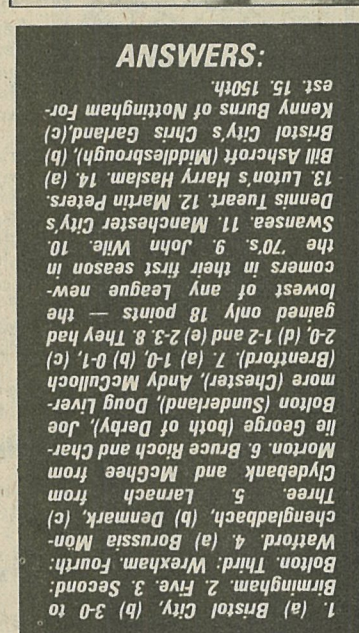 ANSWERS:
1. (a) Bristol City, (b) 3-0 to
Birmingham. 2. Five. 3. Second:
Bolton. Third: Wrexham. Fourth:
Watford. 4. (a) Borussia Mön-
chengladbach, (b) Denmark, (c)
Three. 5. Larnach from
Clydebank and McGhee from
Morton. 6. Bruce Rioch and Char-
lie George (both of Derby), Joe
Bolton (Sunderland), Doug Liver-
more (Chester), Andy McCulloch
(Brentford). 7. (a) 1-0, (b) 0-1, (c)
2-0, (d) 1-2 and (e) 2-3. 8. They had
gained only 18 points — the
lowest of any League new-
comers in their first season in
the '70's. 9. John Wile. 10.
Swansea. 11. Manchester City's
Dennis Tueart. 12. Martin Peters.
13. Luton's Harry Haslam. 14. (a)
Bill Ashcroft (Middlesbrough), (b)
Bristol City's Chris Garland,(c)
Kenny Burns of Nottingham For-
est. 15. 150th.